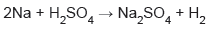 2Na + H₂SO₄ → Na₂SO₄ + H₂